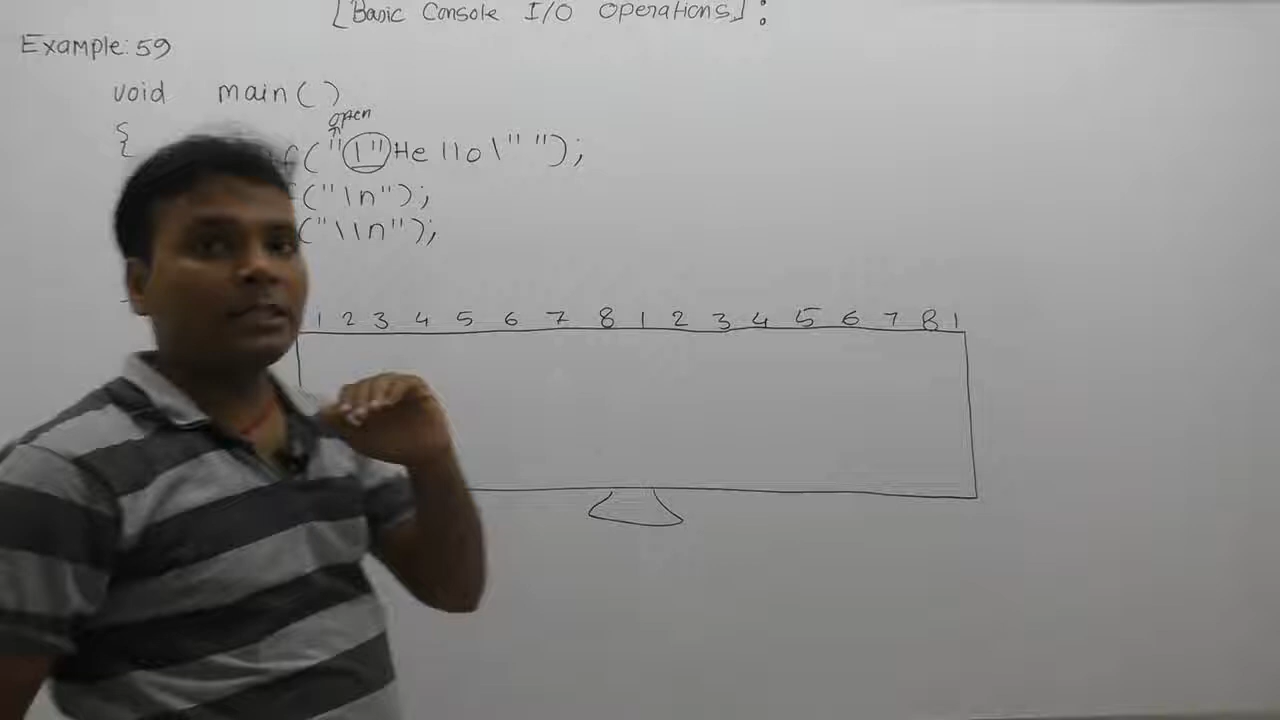 [Basic Console I/O Operations]:
Example: 59
void main()
open
{
f("\"Hello\" ");
f("\n");
("\\n");
1 2 3 4 5 6 7 8 1 2 3 4 5 6 7 8 1